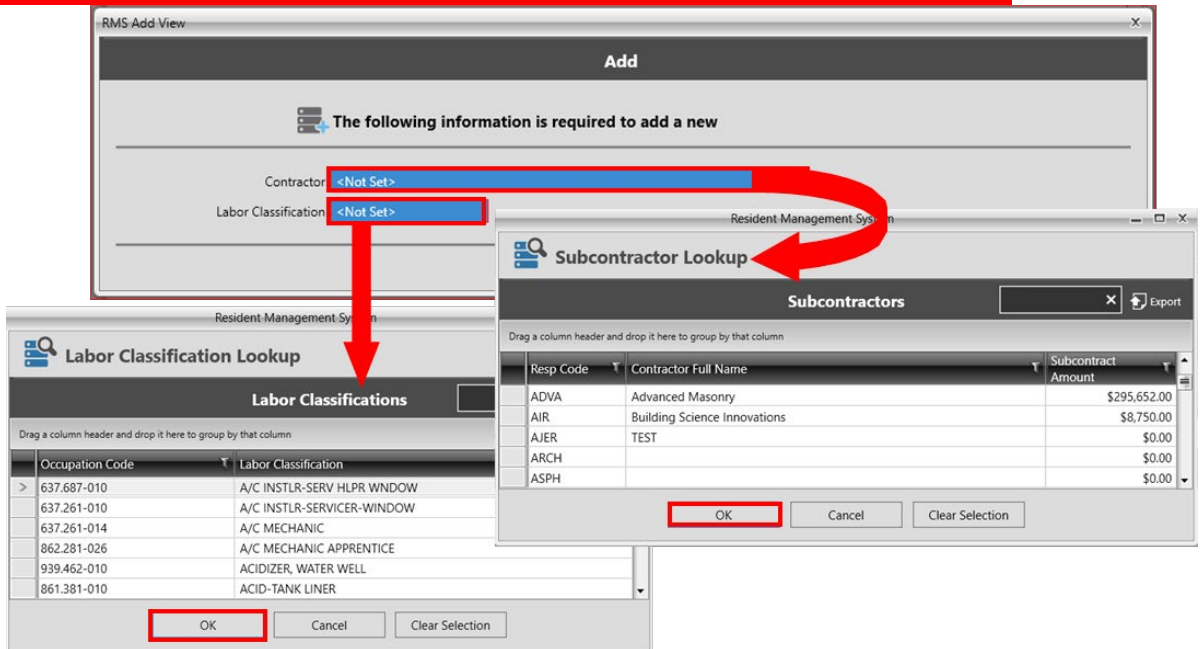 RMS Add View x
Add
The following information is required to add a new
Contractor <Not Set>
Labor Classification <Not Set>
Resident Management System
Subcontractor Lookup
Subcontractors × Export
Drag a column header and drop it here to group by that column
Resp Code Contractor Full Name Subcontract Amount
ADVA Advanced Masonry $295,652.00
AIR Building Science Innovations $8,750.00
AJER TEST $0.00
ARCH $0.00
ASPH $0.00
OK Cancel Clear Selection
Resident Management System
Labor Classification Lookup
Labor Classifications
Drag a column header and drop it here to group by that column
Occupation Code Labor Classification
> 637.687-010 A/C INSTLR-SERV HLPR WNDOW
637.261-010 A/C INSTLR-SERVICER-WINDOW
637.261-014 A/C MECHANIC
862.281-026 A/C MECHANIC APPRENTICE
939.462-010 ACIDIZER, WATER WELL
861.381-010 ACID-TANK LINER
OK Cancel Clear Selection